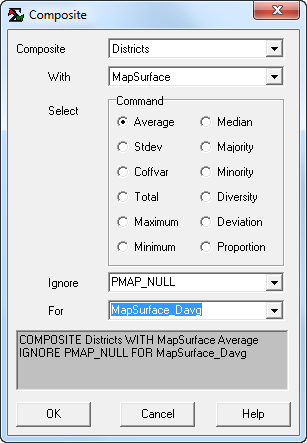 Composite
Composite Districts
With MapSurface
Select Command
Average Median
Stdev Majority
Coffvar Minority
Total Diversity
Maximum Deviation
Minimum Proportion
Ignore PMAP_NULL
For MapSurface_Davg
COMPOSITE Districts WITH MapSurface Average
IGNORE PMAP_NULL FOR MapSurface_Davg
OK Cancel Help